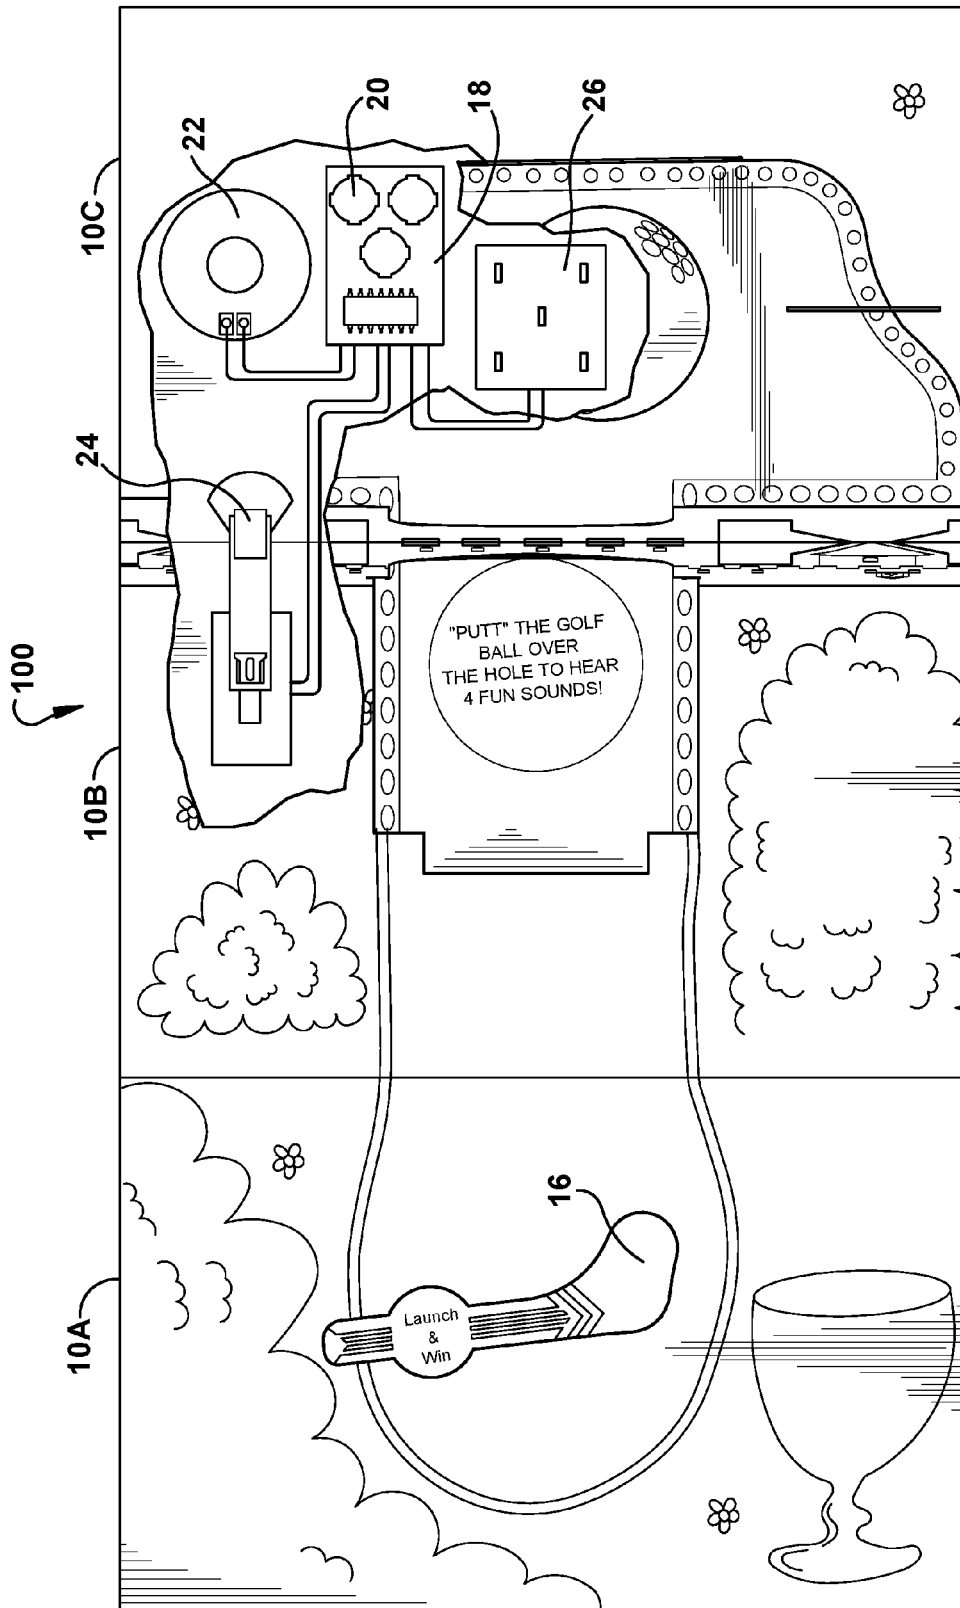 100
10A
10B
10C
22
20
18
26
24
"PUTT" THE GOLF
BALL OVER
THE HOLE TO HEAR
4 FUN SOUNDS!
16
Launch
&
Win